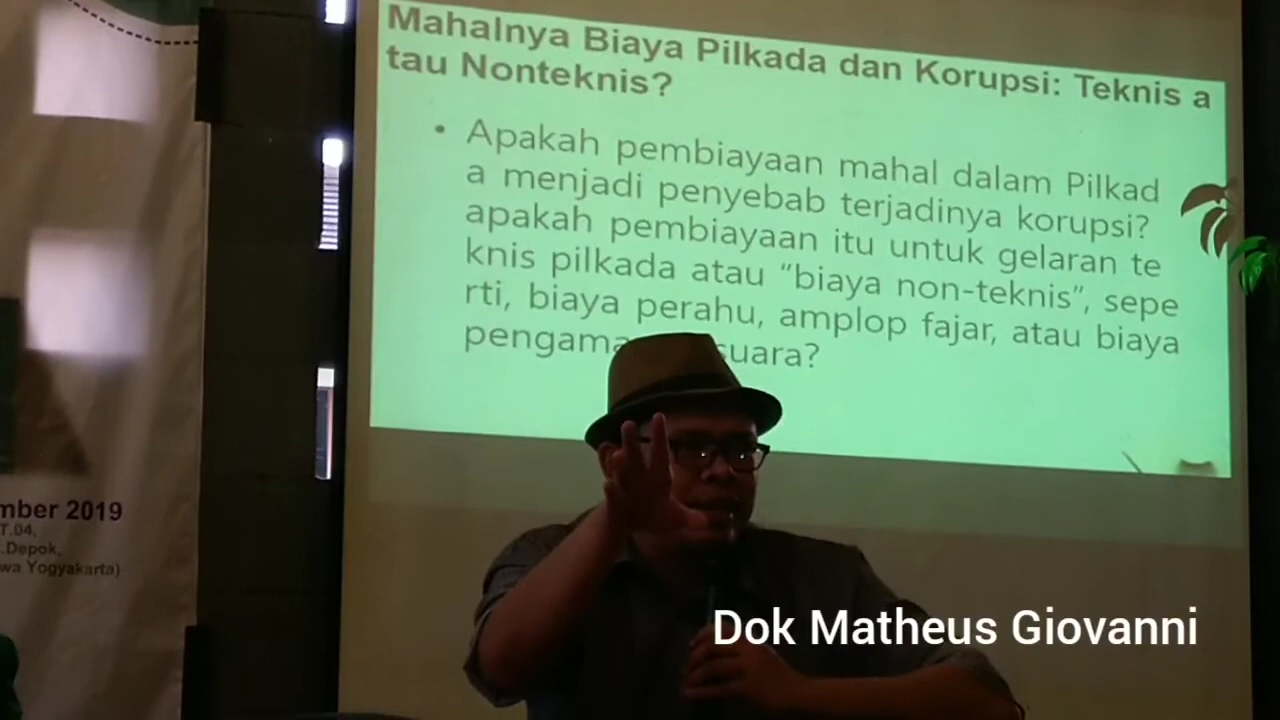 Mahalnya Biaya Pilkada dan Korupsi: Teknis a
tau Nonteknis?
• Apakah pembiayaan mahal dalam Pilkad
a menjadi penyebab terjadinya korupsi?
apakah pembiayaan itu untuk gelaran te
knis pilkada atau “biaya non-teknis”, sepe
rti, biaya perahu, amplop fajar, atau biaya
suara?
mber 2019
T.04,
.Depok,
wa Yogyakarta)
Dok Matheus Giovanni